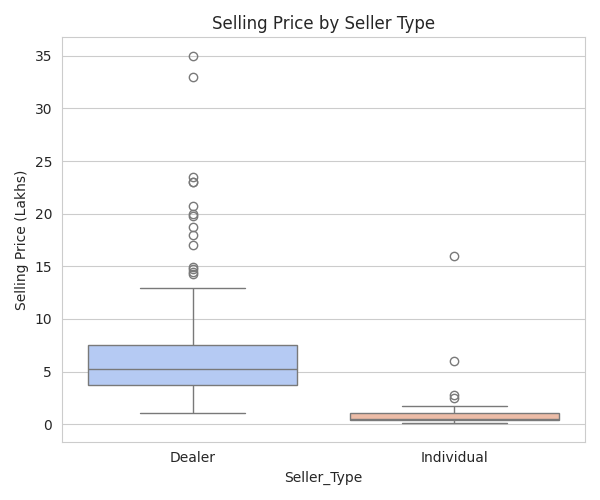 Selling Price by Seller Type
Selling Price (Lakhs)
35
30
25
20
15
10
5
0
Dealer
Individual
Seller_Type